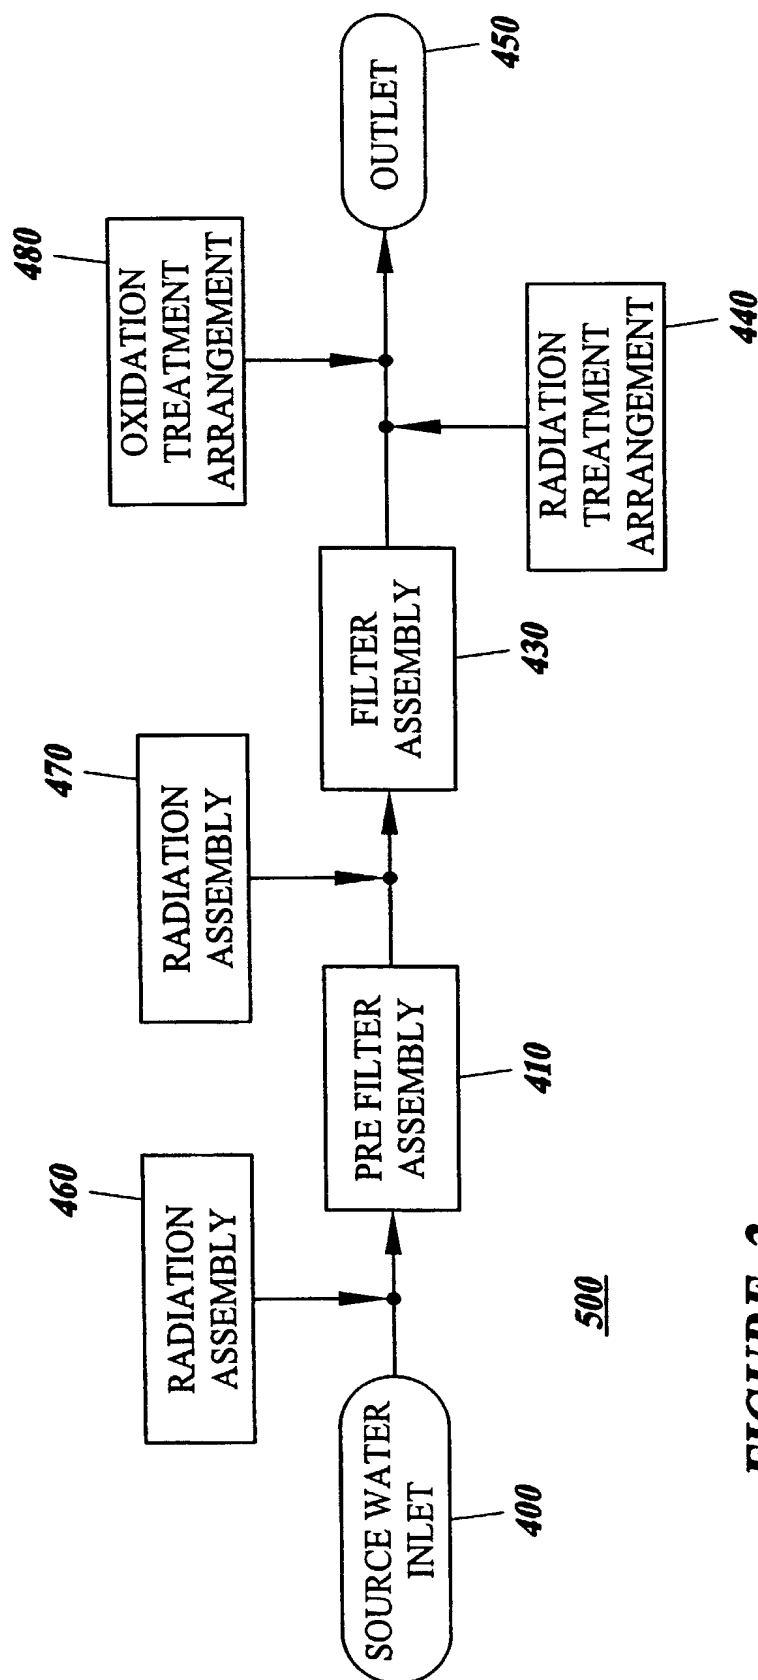 460
RADIATION
ASSEMBLY
470
RADIATION
ASSEMBLY
480
OXIDATION
TREATMENT
ARRANGEMENT
SOURCE WATER
INLET
400
PRE FILTER
ASSEMBLY
410
FILTER
ASSEMBLY
430
OUTLET
450
RADIATION
TREATMENT
ARRANGEMENT
440
500
FIGURE